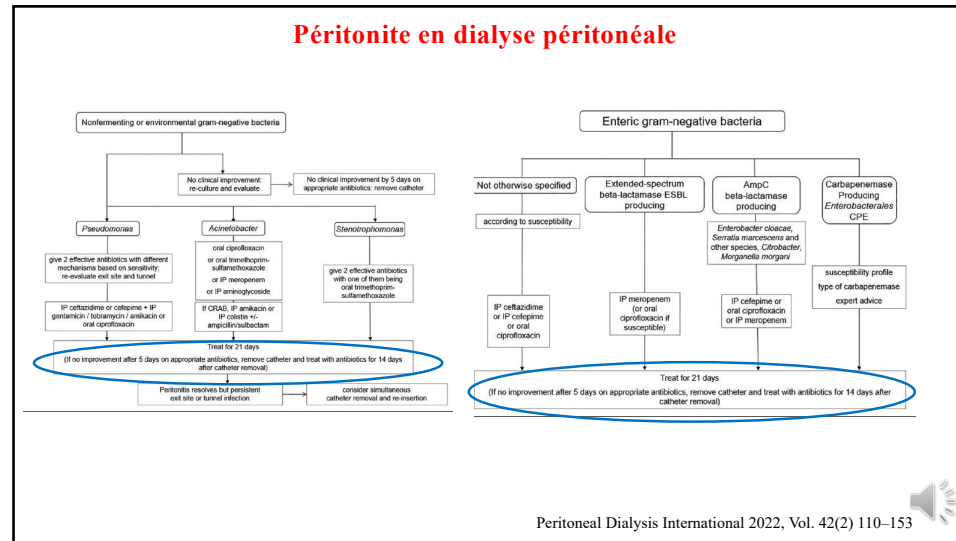 Péritonite en dialyse péritonéale
Nonfermenting or environmental gram-negative bacteria
No clinical improvement:
re-culture and evaluate
No clinical improvement by 5 days on
appropriate antibiotics: remove catheter
Pseudomonas
Acinetobacter
Stenotrophomonas
give 2 effective antibiotics with different
mechanisms based on sensitivity;
re-evaluate exit site and tunnel
oral ciprofloxacin
or oral trimethoprim-
sulfamethoxazole
or IP meropenem
or IP aminoglycoside
give 2 effective antibiotics
with one of them being
oral trimethoprim-
sulfamethoxazole
IP ceftazidime or cefepime + IP
gentamicin / tobramycin / amikacin or
oral ciprofloxacin
If CRAB, IP amikacin or
IP colistin +/-
ampicillin/sulbactam
Treat for 21 days
(If no improvement after 5 days on appropriate antibiotics, remove catheter and treat with antibiotics for 14 days
after catheter removal)
Peritonitis resolves but persistent
exit site or tunnel infection
consider simultaneous
catheter removal and re-insertion
Enteric gram-negative bacteria
Not otherwise specified
Extended-spectrum
beta-lactamase ESBL
producing
AmpC
beta-lactamase
producing
Carbapenemase
Producing
Enterobacterales
CPE
according to susceptibility
Enterobacter cloacae,
Serratia marcescens and
other species, Citrobacter,
Morganella morgani
susceptibility profile
type of carbapenemase
expert advice
IP ceftazidime
or IP cefepime
or oral
ciprofloxacin
IP meropenem
(or oral
ciprofloxacin if
susceptible)
IP cefepime or
oral ciprofloxacin
or IP meropenem
Treat for 21 days
(If no improvement after 5 days on appropriate antibiotics, remove catheter and treat with antibiotics for 14 days after
catheter removal)
Peritoneal Dialysis International 2022, Vol. 42(2) 110–153